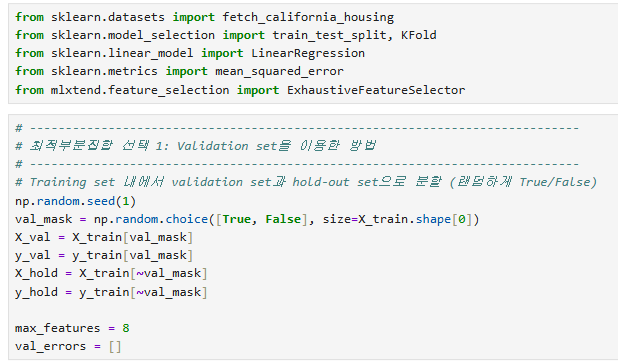 from sklearn.datasets import fetch_california_housing
from sklearn.model_selection import train_test_split, KFold
from sklearn.linear_model import LinearRegression
from sklearn.metrics import mean_squared_error
from mlxtend.feature_selection import ExhaustiveFeatureSelector
# ---------------------------------------------------------------------------
# 최적부분집합 선택 1: Validation set을 이용한 방법
# ---------------------------------------------------------------------------
# Training set 내에서 validation set과 hold-out set으로 분할 (랜덤하게 True/False)
np.random.seed(1)
val_mask = np.random.choice([True, False], size=X_train.shape[0])
X_val = X_train[val_mask]
y_val = y_train[val_mask]
X_hold = X_train[~val_mask]
y_hold = y_train[~val_mask]
max_features = 8
val_errors = []